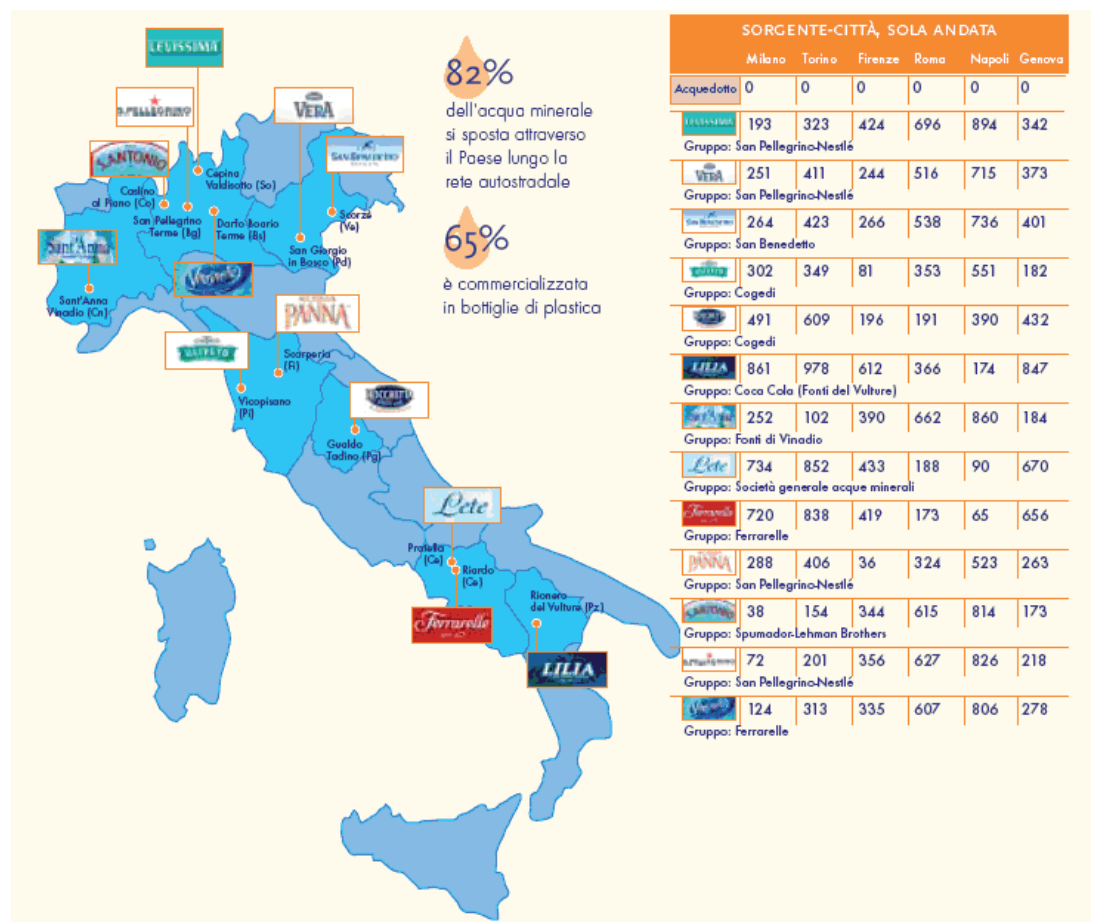 LEVISSIMA
S.PELLEGRINO
VERA
S.ANTONIO
SAN BENEDETTO
Cepina
Valdisotto (So)
Caslino
al Piano (Co)
San Pellegrino
Terme (Bg)
Darfo Boario
Terme (Bs)
Scorzè
(Ve)
San Giorgio
in Bosco (Pd)
Sant'Anna
Sant'Anna
Vinadio (Cn)
PANNA
ULIVETO
Scarperia
(Fi)
Vicopisano
(Pi)
Gualdo
Tadino (Pg)
Lete
Pratella
(Ce)
Riardo
(Ce)
Rionero
del Vulture (Pz)
Ferrarelle
LILIA
82%
dell'acqua minerale
si sposta attraverso
il Paese lungo la
rete autostradale
65%
è commercializzata
in bottiglie di plastica
SORGENTE-CITTÀ, SOLA ANDATA
Milano Torino Firenze Roma Napoli Genova
Acquedotto 0 0 0 0 0 0
LEVISSIMA 193 323 424 696 894 342
Gruppo: San Pellegrino-Nestlé
VERA 251 411 244 516 715 373
Gruppo: San Pellegrino-Nestlé
SAN BENEDETTO 264 423 266 538 736 401
Gruppo: San Benedetto
ULIVETO 302 349 81 353 551 182
Gruppo: Cogedi
491 609 196 191 390 432
Gruppo: Cogedi
LILIA 861 978 612 366 174 847
Gruppo: Coca Cola (Fonti del Vulture)
Sant'Anna 252 102 390 662 860 184
Gruppo: Fonti di Vinadio
Lete 734 852 433 188 90 670
Gruppo: Società generale acque minerali
Ferrarelle 720 838 419 173 65 656
Gruppo: Ferrarelle
PANNA 288 406 36 324 523 263
Gruppo: San Pellegrino-Nestlé
S.ANTONIO 38 154 344 615 814 173
Gruppo: Spumador-Lehman Brothers
S.PELLEGRINO 72 201 356 627 826 218
Gruppo: San Pellegrino-Nestlé
124 313 335 607 806 278
Gruppo: Ferrarelle